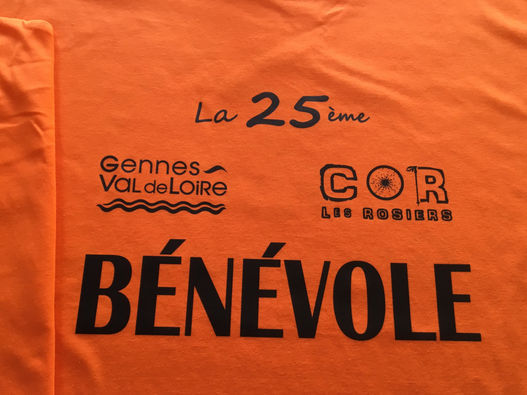 La 25ème
Gennes
Val de Loire
COR
LES ROSIERS
BÉNÉVOLE